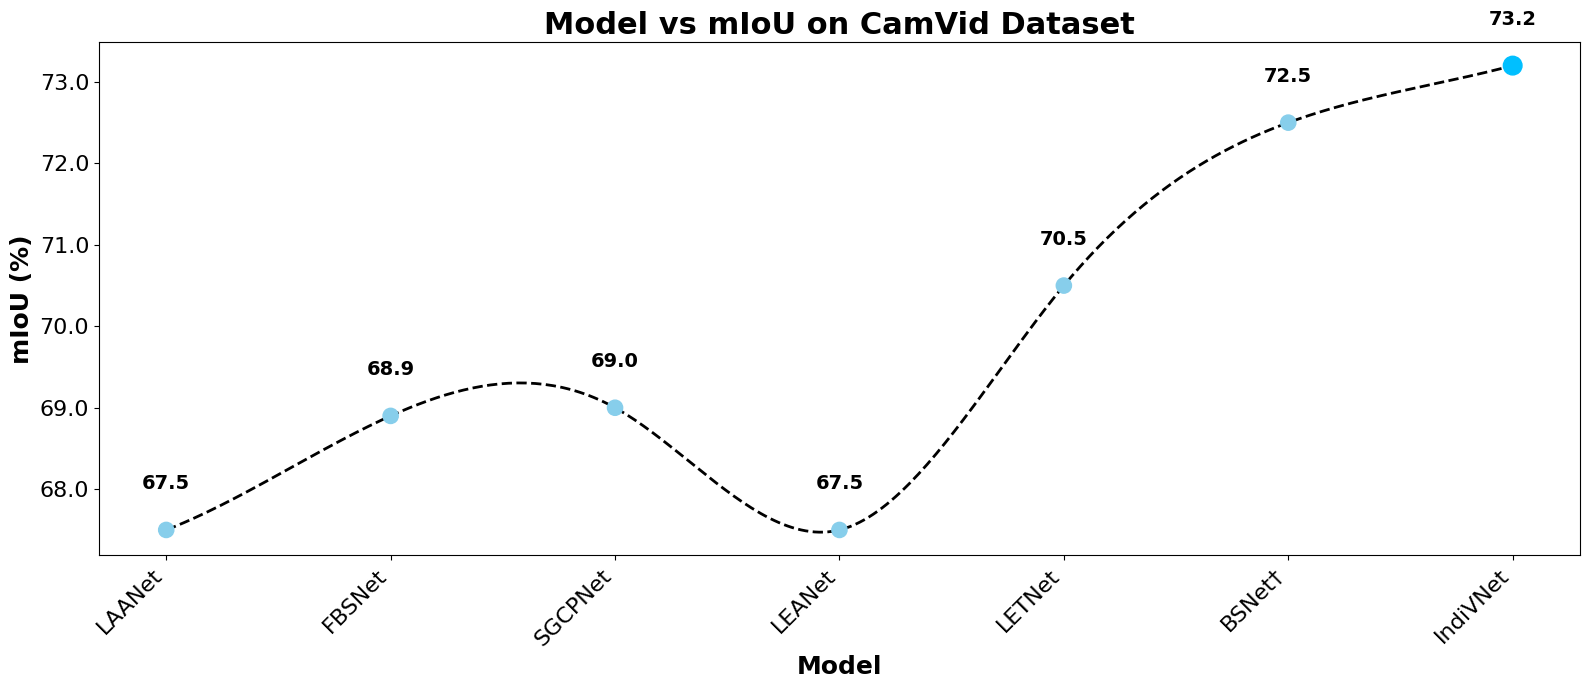 Model vs mIoU on CamVid Dataset
73.2
73.0
72.5
72.0
71.0
70.5
70.0
69.0
68.9
69.0
68.0
67.5
67.5
mIoU (%)
LAANet
FBSNet
SGCPNet
LEANet
LETNet
BSNet†
IndiVNet
Model